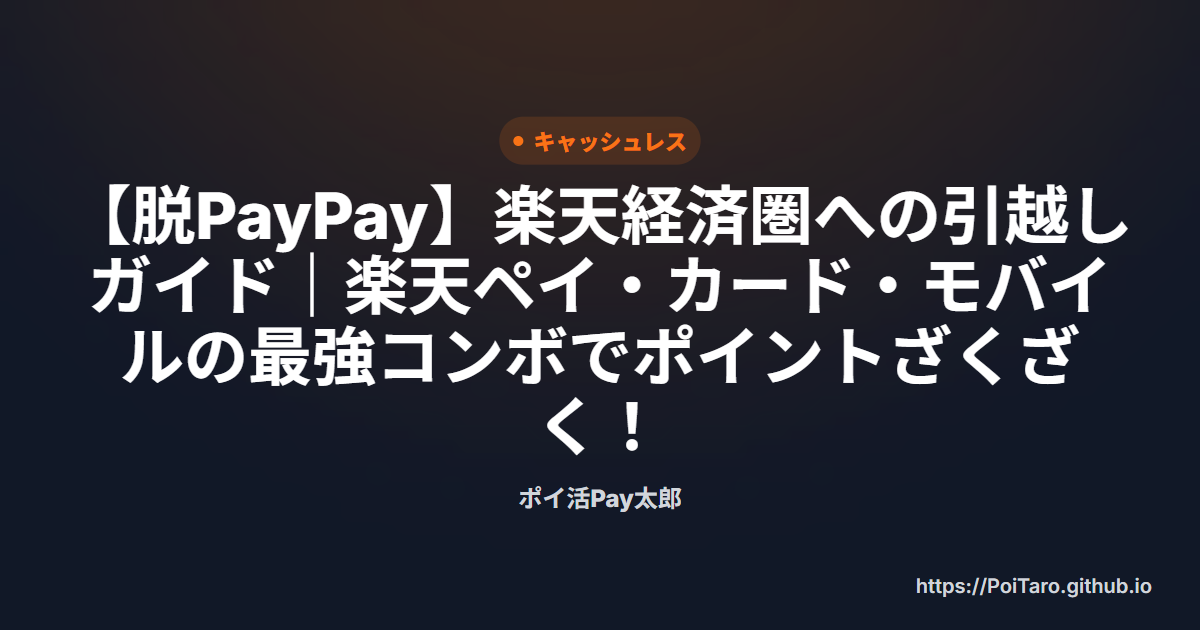 キャッシュレス
【脱PayPay】楽天経済圏への引越し
ガイド｜楽天ペイ・カード・モバイ
ルの最強コンボでポイントざくざ
く！
ポイ活Pay太郎
https://PoiTaro.github.io